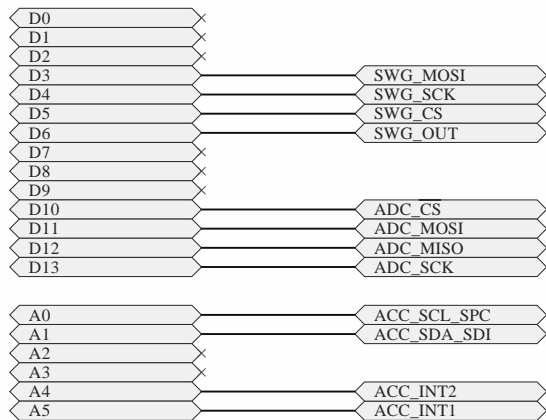 D0
D1
D2
D3 SWG_MOSI
D4 SWG_SCK
D5 SWG_CS
D6 SWG_OUT
D7
D8
D9
D10 ADC_C̅S̅
D11 ADC_MOSI
D12 ADC_MISO
D13 ADC_SCK
A0 ACC_SCL_SPC
A1 ACC_SDA_SDI
A2
A3
A4 ACC_INT2
A5 ACC_INT1